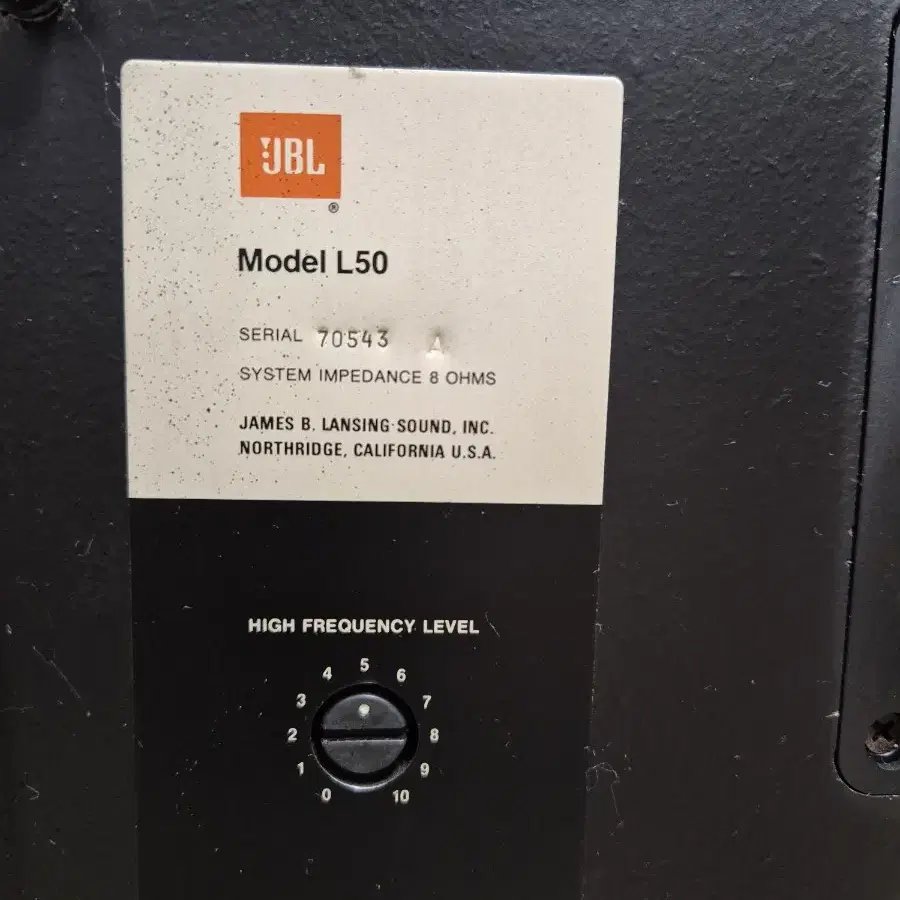 JBL
®
Model L50
SERIAL 70543 A
SYSTEM IMPEDANCE 8 OHMS
JAMES B. LANSING SOUND, INC.
NORTHRIDGE, CALIFORNIA U.S.A.
HIGH FREQUENCY LEVEL
0 1 2 3 4 5 6 7 8 9 10